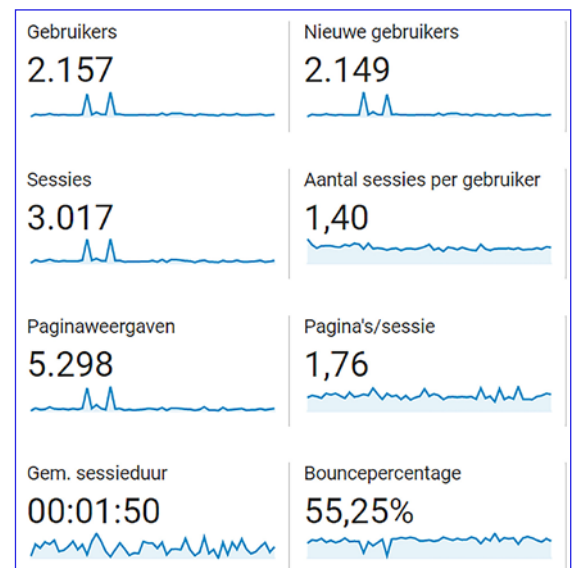 Gebruikers
2.157
Nieuwe gebruikers
2.149
Sessies
3.017
Aantal sessies per gebruiker
1,40
Paginaweergaven
5.298
Pagina's/sessie
1,76
Gem. sessieduur
00:01:50
Bouncepercentage
55,25%